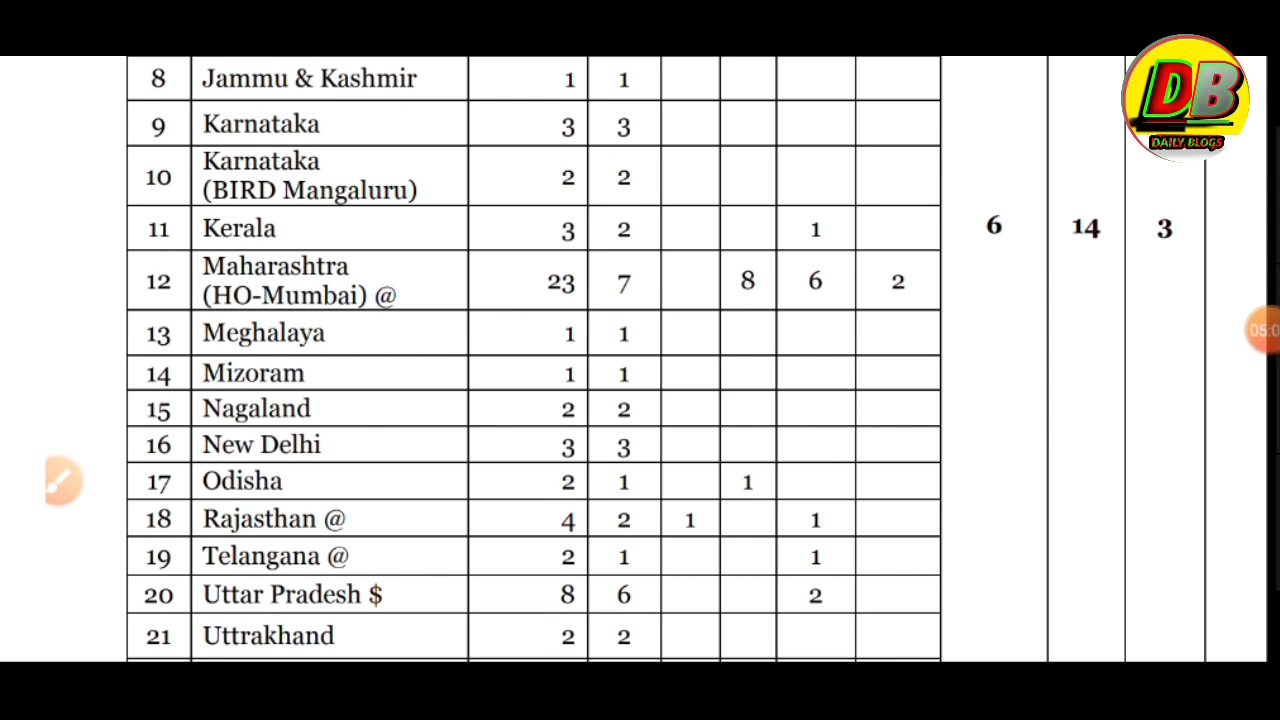 8 Jammu & Kashmir 1 1
9 Karnataka 3 3
10 Karnataka (BIRD Mangaluru) 2 2
11 Kerala 3 2 1 6 14 3
12 Maharashtra (HO-Mumbai) @ 23 7 8 6 2
13 Meghalaya 1 1
14 Mizoram 1 1
15 Nagaland 2 2
16 New Delhi 3 3
17 Odisha 2 1 1
18 Rajasthan @ 4 2 1 1
19 Telangana @ 2 1 1
20 Uttar Pradesh $ 8 6 2
21 Uttrakhand 2 2
DB
DAILY BLOGS
05:0